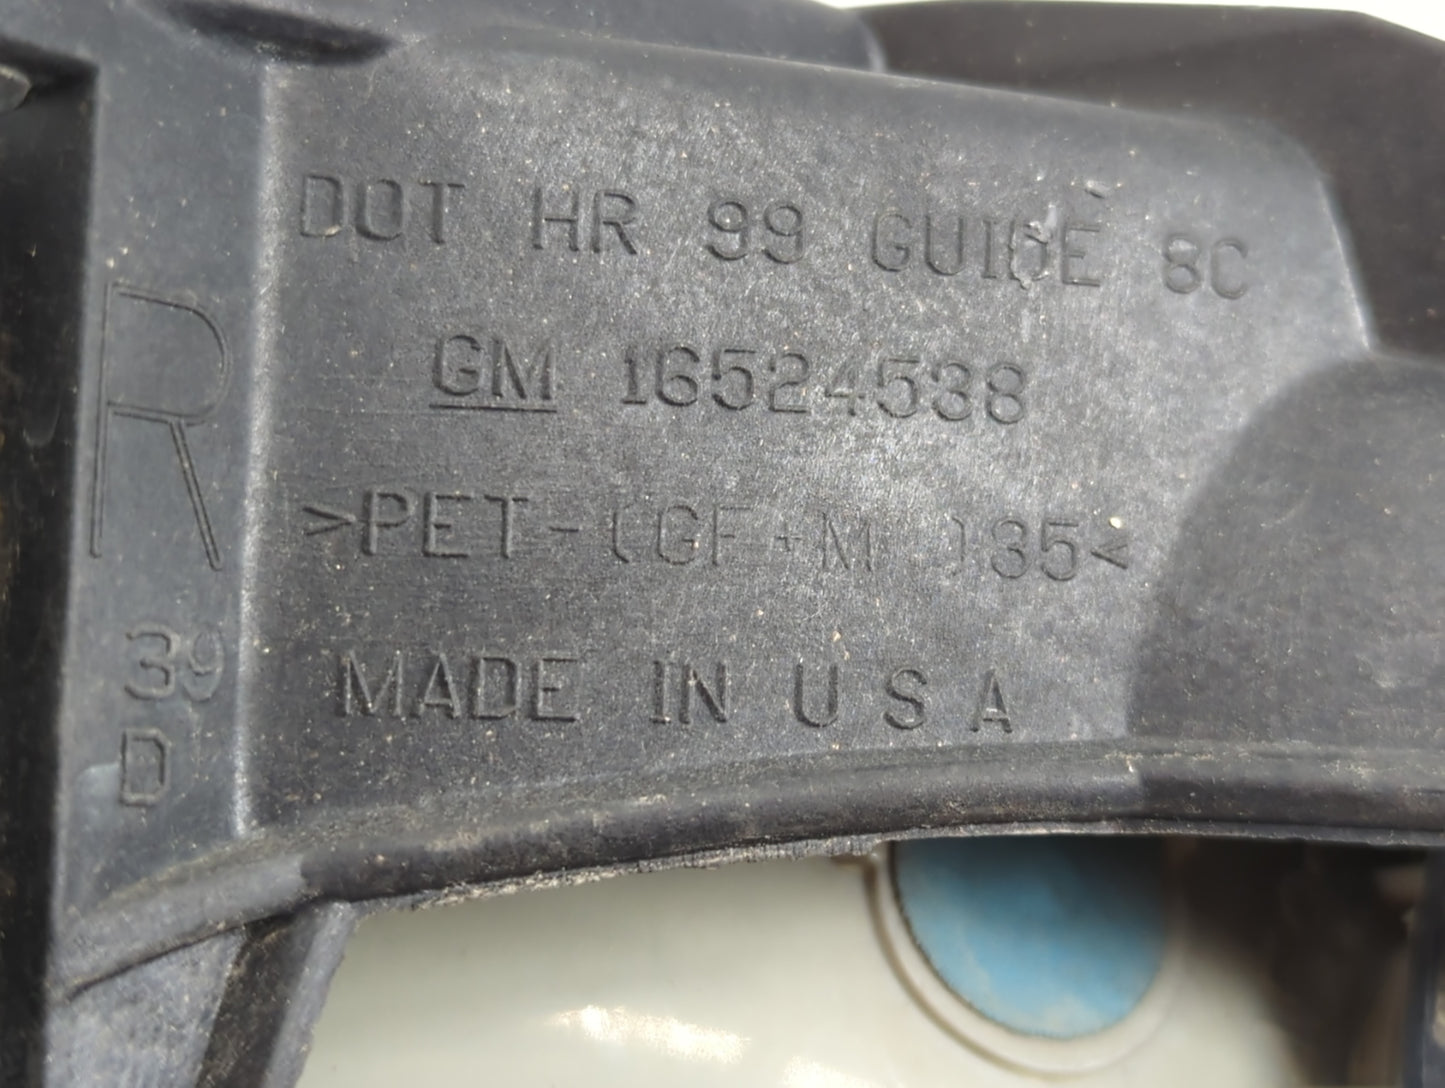 DOT HR 99 GUIDE 8C
GM 16524538
>PET-(GF+M)35<
MADE IN U S A
R
39
D